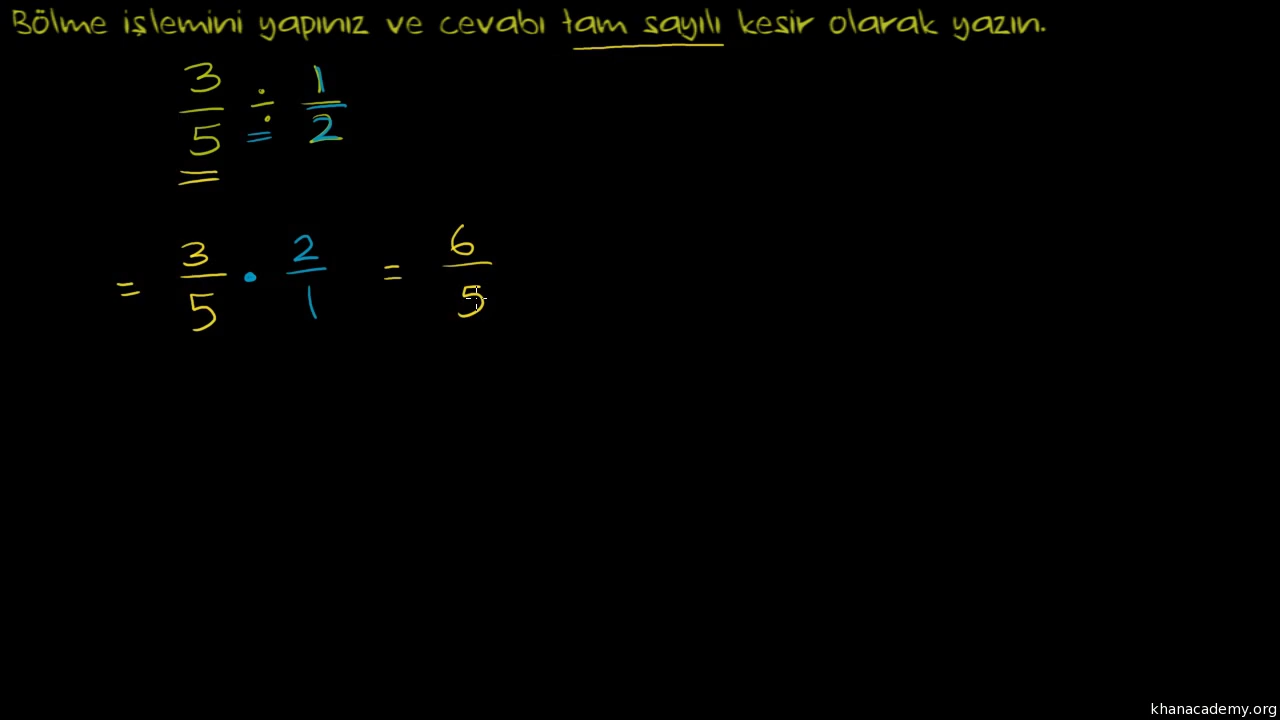 Bölme işlemini yapınız ve cevabı tam sayılı kesir olarak yazın.
3/5 ÷ 1/2
= 3/5 • 2/1 = 6/5
khanacademy.org